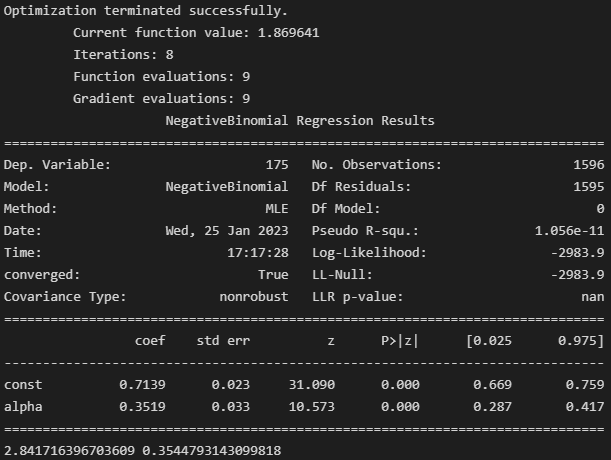 Optimization terminated successfully.
         Current function value: 1.869641
         Iterations: 8
         Function evaluations: 9
         Gradient evaluations: 9
                     NegativeBinomial Regression Results
==============================================================================
Dep. Variable:                    175   No. Observations:                 1596
Model:               NegativeBinomial   Df Residuals:                     1595
Method:                           MLE   Df Model:                            0
Date:                Wed, 25 Jan 2023   Pseudo R-squ.:               1.056e-11
Time:                        17:17:28   Log-Likelihood:                -2983.9
converged:                       True   LL-Null:                       -2983.9
Covariance Type:            nonrobust   LLR p-value:                       nan
==============================================================================
                 coef    std err          z      P>|z|      [0.025      0.975]
------------------------------------------------------------------------------
const          0.7139      0.023     31.090      0.000       0.669       0.759
alpha          0.3519      0.033     10.573      0.000       0.287       0.417
==============================================================================
2.841716396703609 0.3544793143099818